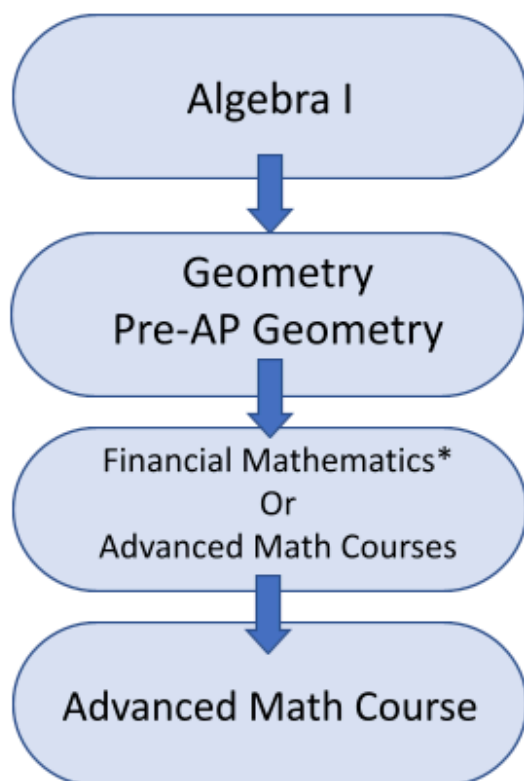 Algebra I
Geometry
Pre-AP Geometry
Financial Mathematics*
Or
Advanced Math Courses
Advanced Math Course